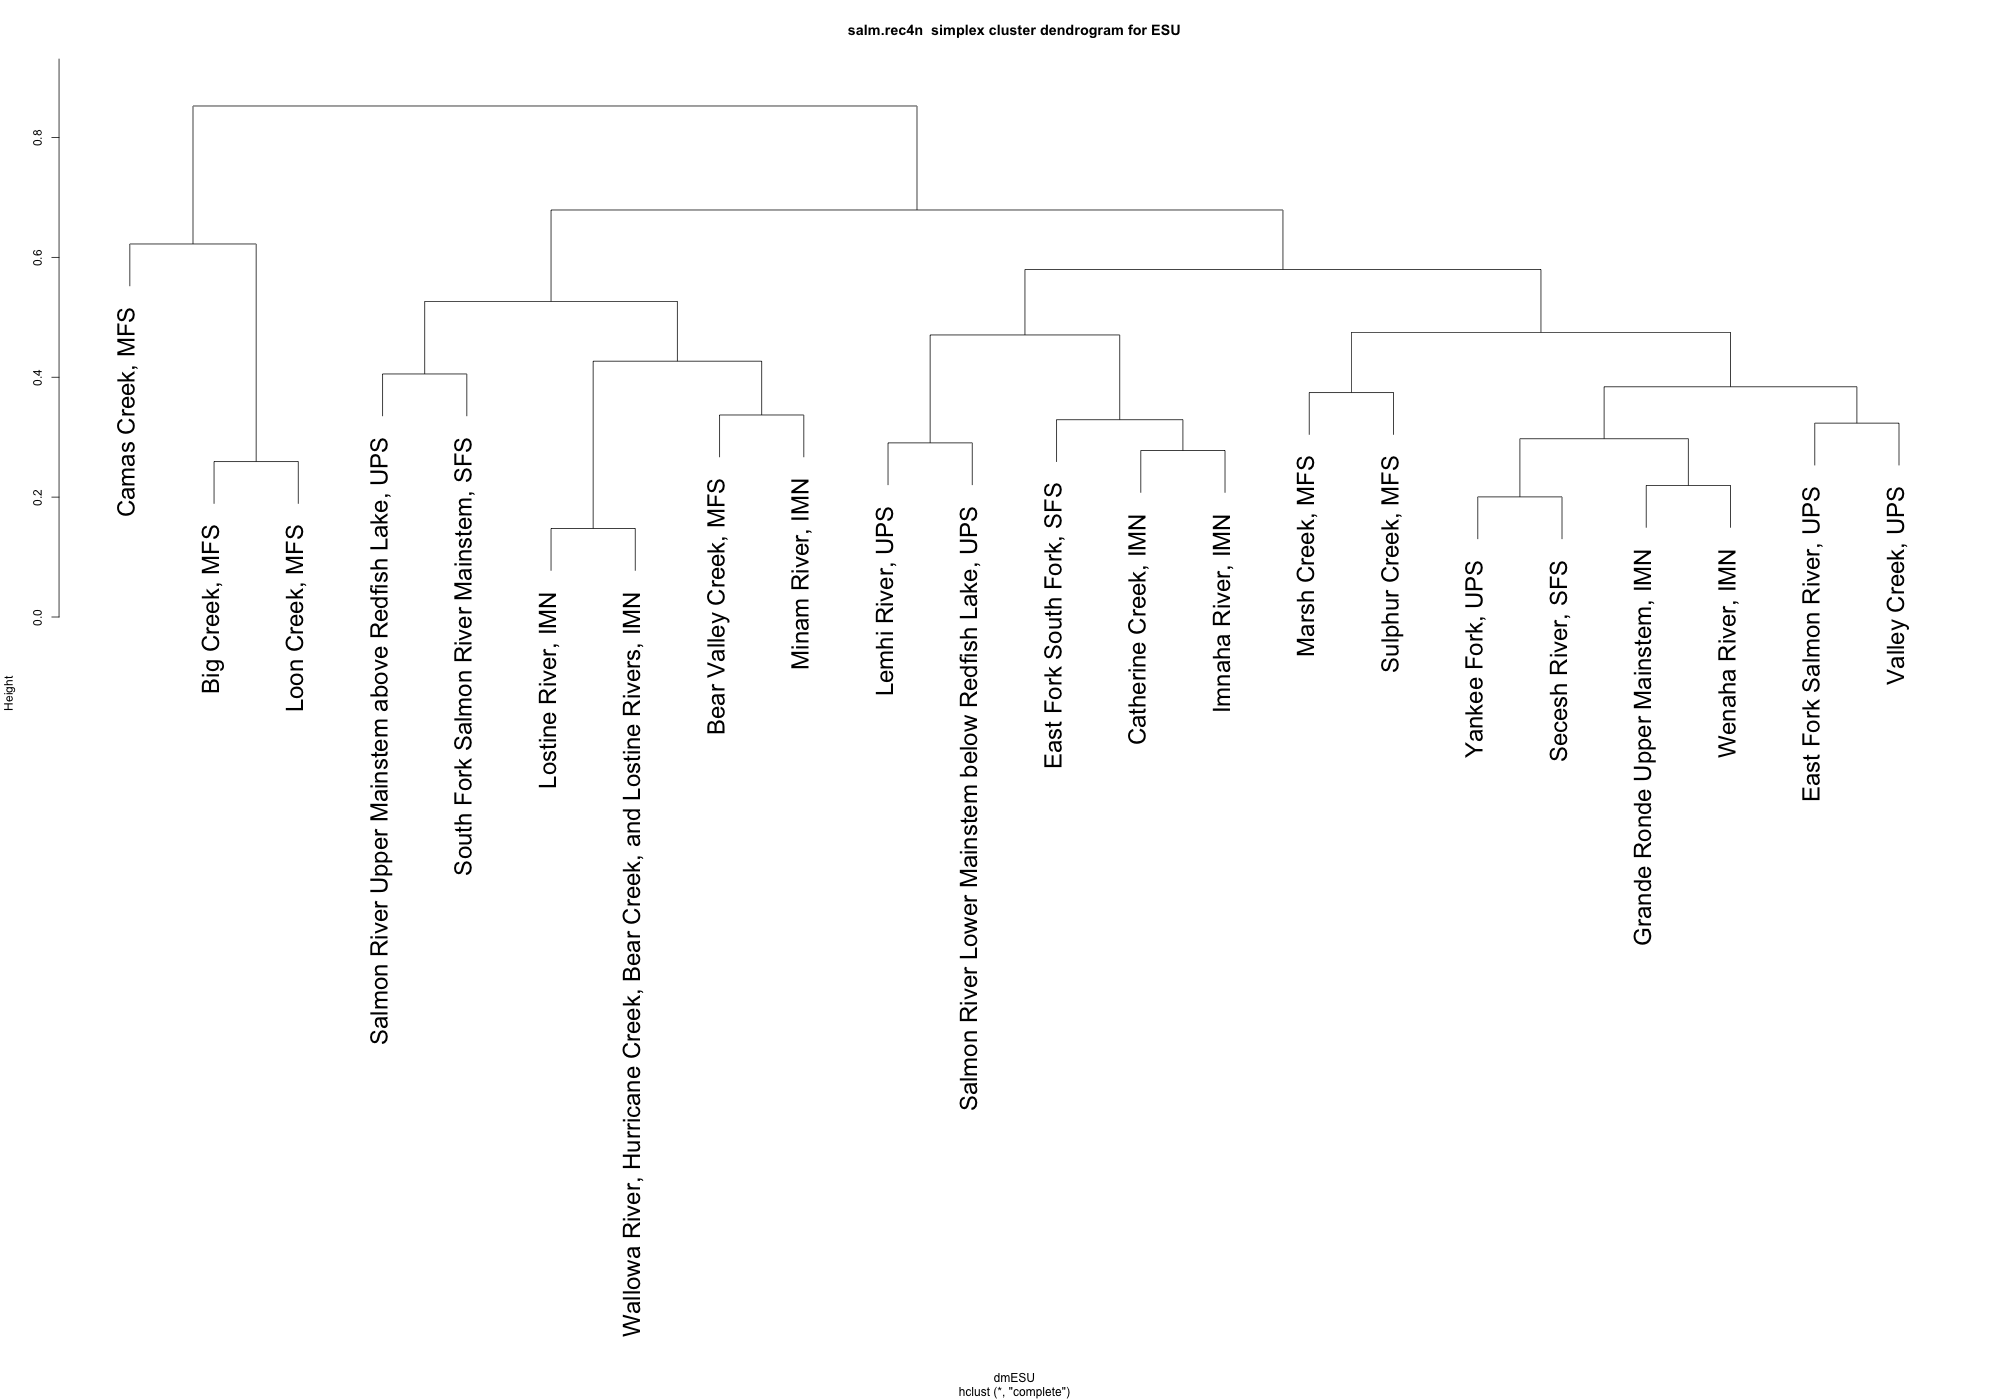 salm.rec4n  simplex cluster dendrogram for ESU
Height
0.8
0.6
0.4
0.2
0.0
Camas Creek, MFS
Big Creek, MFS
Loon Creek, MFS
Salmon River Upper Mainstem above Redfish Lake, UPS
South Fork Salmon River Mainstem, SFS
Lostine River, IMN
Wallowa River, Hurricane Creek, Bear Creek, and Lostine Rivers, IMN
Bear Valley Creek, MFS
Minam River, IMN
Lemhi River, UPS
Salmon River Lower Mainstem below Redfish Lake, UPS
East Fork South Fork, SFS
Catherine Creek, IMN
Imnaha River, IMN
Marsh Creek, MFS
Sulphur Creek, MFS
Yankee Fork, UPS
Secesh River, SFS
Grande Ronde Upper Mainstem, IMN
Wenaha River, IMN
East Fork Salmon River, UPS
Valley Creek, UPS
dmESU
hclust (*, "complete")